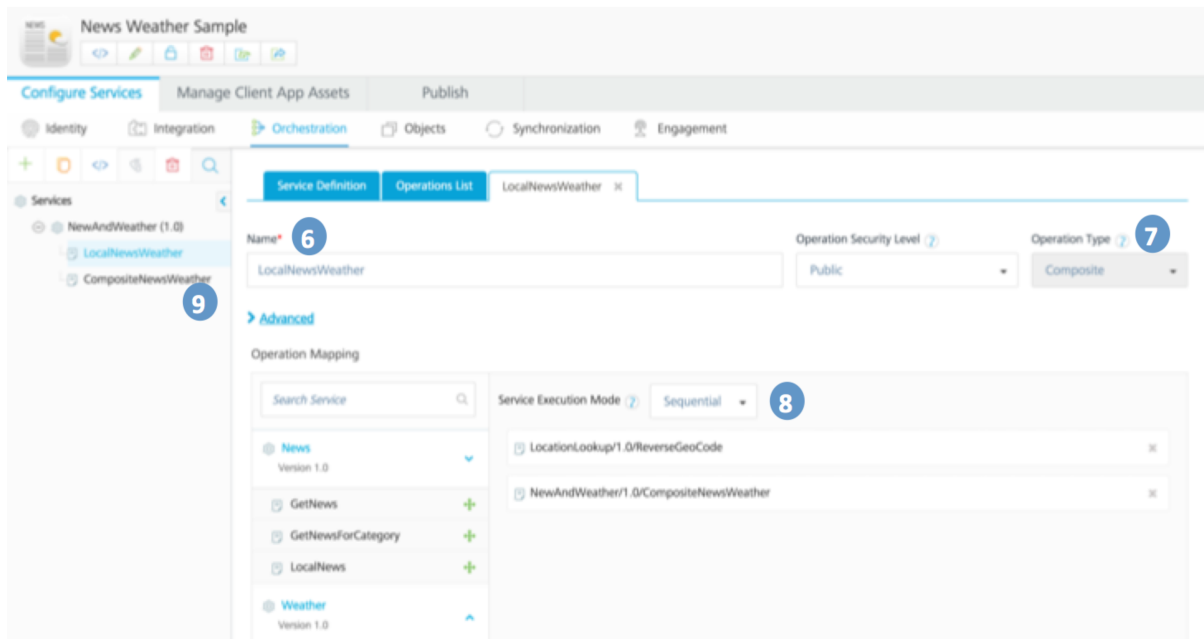 NEWS
News Weather Sample
Configure Services Manage Client App Assets Publish
Identity Integration Orchestration Objects Synchronization Engagement
Service Definition Operations List LocalNewsWeather
Services
NewAndWeather (1.0)
LocalNewsWeather
CompositeNewsWeather
9
Name* 6 Operation Security Level ? Operation Type ? 7
LocalNewsWeather Public Composite
Advanced
Operation Mapping
Search Service Service Execution Mode ? Sequential 8
News
Version 1.0
LocationLookup/1.0/ReverseGeoCode
NewAndWeather/1.0/CompositeNewsWeather
GetNews
GetNewsForCategory
LocalNews
Weather
Version 1.0